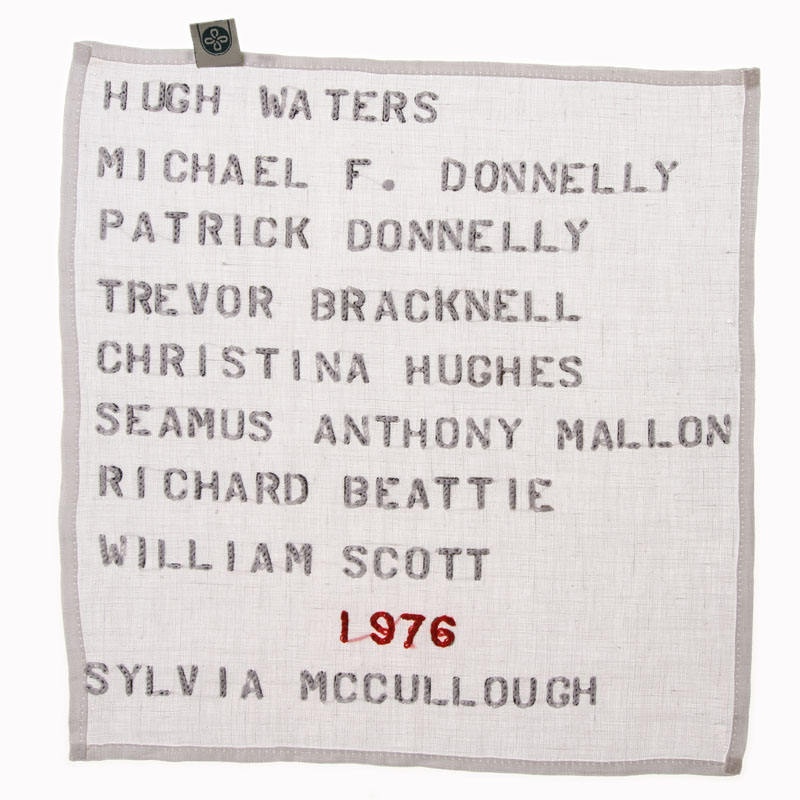 HUGH WATERS
MICHAEL F. DONNELLY
PATRICK DONNELLY
TREVOR BRACKNELL
CHRISTINA HUGHES
SEAMUS ANTHONY MALLON
RICHARD BEATTIE
WILLIAM SCOTT
1976
SYLVIA MCCULLOUGH